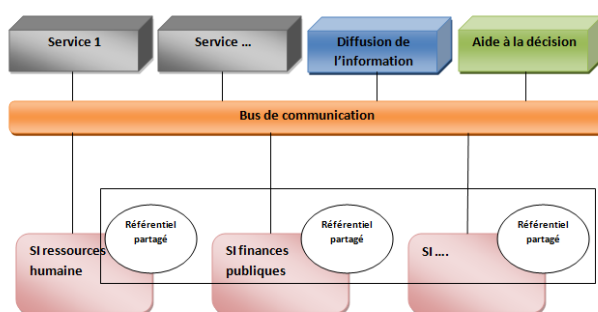 Service 1
Service ...
Diffusion de
l'information
Aide à la décision
Bus de communication
Référentiel
partagé
Référentiel
partagé
Référentiel
partagé
SI ressources
humaine
SI finances
publiques
SI ....